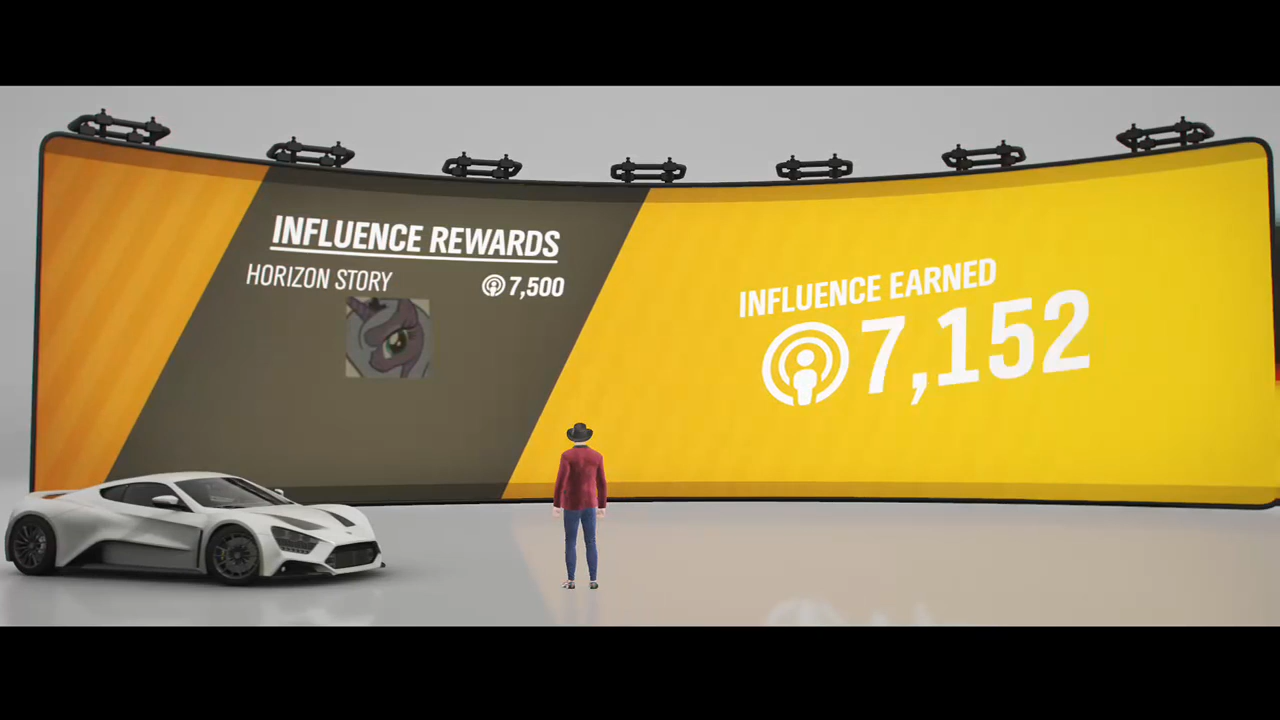 INFLUENCE REWARDS
HORIZON STORY 7,500
INFLUENCE EARNED
7,152